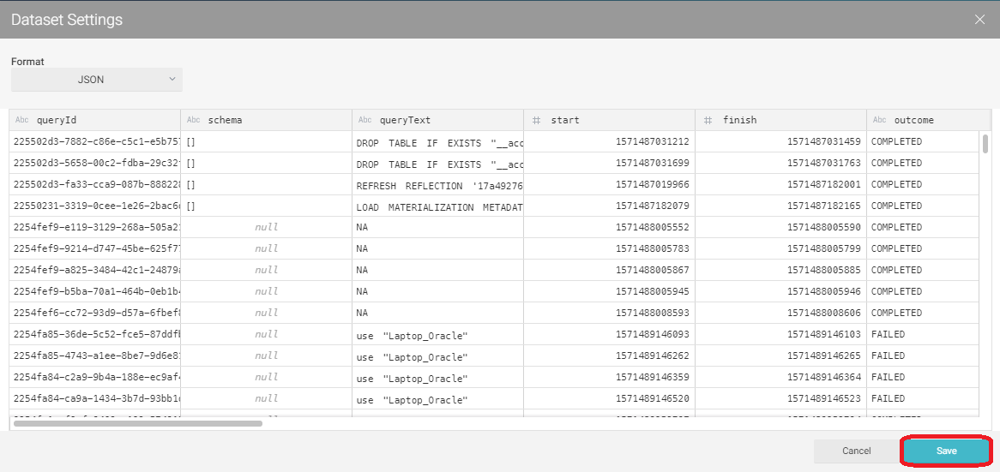 Dataset Settings
Format
JSON
Abc queryId Abc schema Abc queryText # start # finish Abc outcome
225502d3-7882-c86e-c5c1-e5b757 [] DROP TABLE IF EXISTS "__acc 1571487031212 1571487031459 COMPLETED
225502d3-5658-00c2-fdba-29c32 [] DROP TABLE IF EXISTS "__acc 1571487031699 1571487031763 COMPLETED
225502d3-fa33-cca9-087b-888228 [] REFRESH REFLECTION '17a49276 1571487019966 1571487182001 COMPLETED
22550231-3319-0cee-1e26-2bac6 [] LOAD MATERIALIZATION METADAT 1571487182079 1571487182165 COMPLETED
2254fef9-e119-3129-268a-505a2 null NA 1571488005552 1571488005590 COMPLETED
2254fef9-9214-d747-45be-625f7 null NA 1571488005783 1571488005799 COMPLETED
2254fef9-a825-3484-42c1-24879 null NA 1571488005867 1571488005885 COMPLETED
2254fef9-b5ba-70a1-464b-0eb1b null NA 1571488005945 1571488005946 COMPLETED
2254fef6-cc72-93d9-d57a-6fbef null NA 1571488008593 1571488008606 COMPLETED
2254fa85-36de-5c52-fce5-87ddf null use "Laptop_Oracle" 1571489146093 1571489146103 FAILED
2254fa85-4743-a1ee-8be7-9d6e8 null use "Laptop_Oracle" 1571489146262 1571489146265 FAILED
2254fa84-c2a9-9b4a-188e-ec9af null use "Laptop_Oracle" 1571489146359 1571489146364 FAILED
2254fa84-ca9a-1434-3b7d-93bb1 null use "Laptop_Oracle" 1571489146520 1571489146523 FAILED
Cancel Save